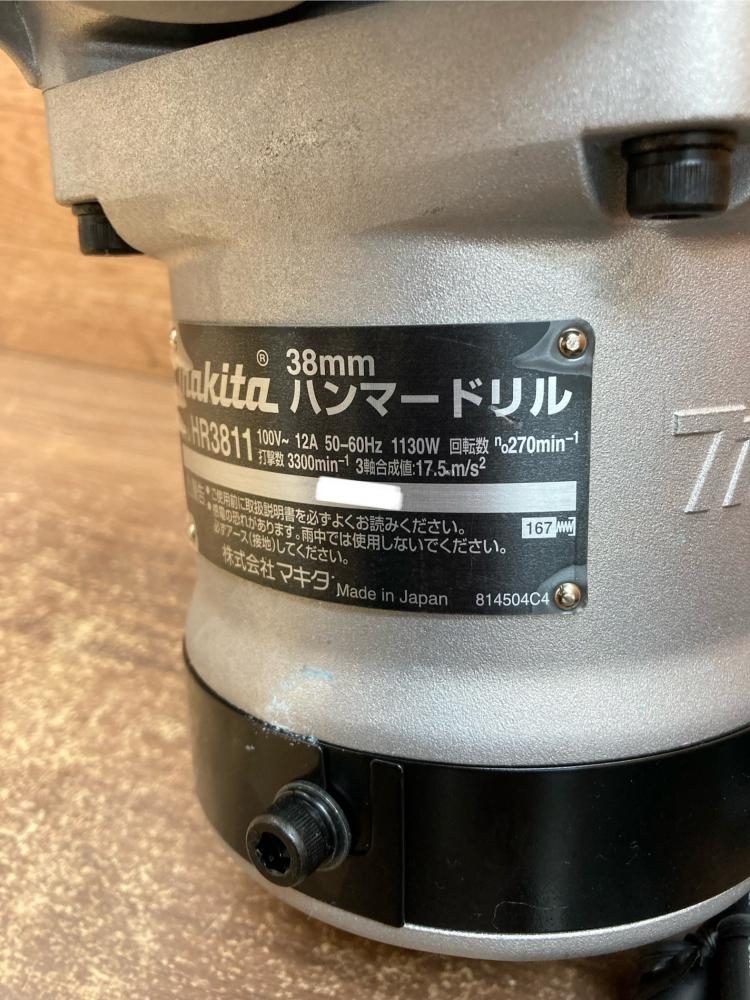 makita® 38mm
ハンマードリル
HR3811 100V~ 12A 50-60Hz 1130W 回転数 n₀270min⁻¹
打撃数 3300min⁻¹ 3軸合成値:17.5m/s²
警告 •ご使用前に取扱説明書を必ずよくお読みください。
•感電の恐れがあります。雨中では使用しないでください。
必ずアース(接地)してください。
167
株式会社マキタ
Made in Japan 814504C4